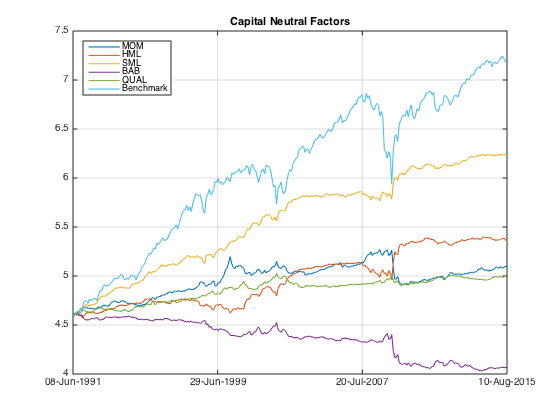 Capital Neutral Factors
7.5
7
6.5
6
5.5
5
4.5
4
MOM
HML
SML
BAB
QUAL
Benchmark
08-Jun-1991 29-Jun-1999 20-Jul-2007 10-Aug-2015